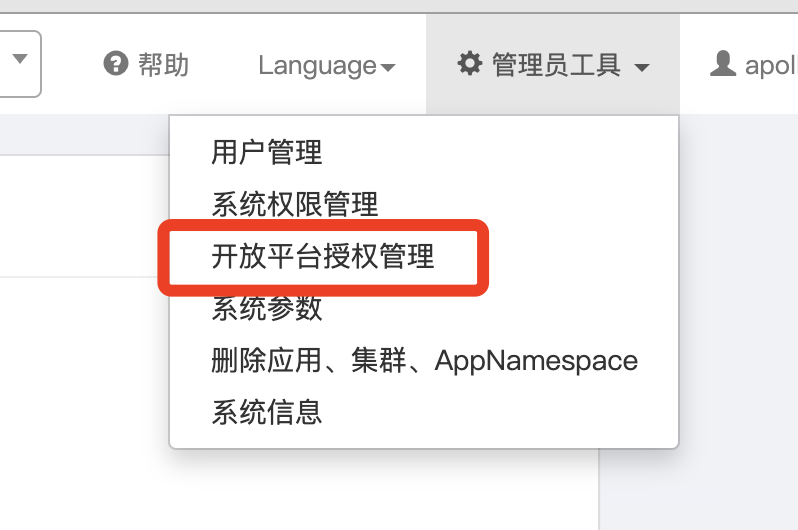 帮助 Language 管理员工具 apol
用户管理
系统权限管理
开放平台授权管理
系统参数
删除应用、集群、AppNamespace
系统信息